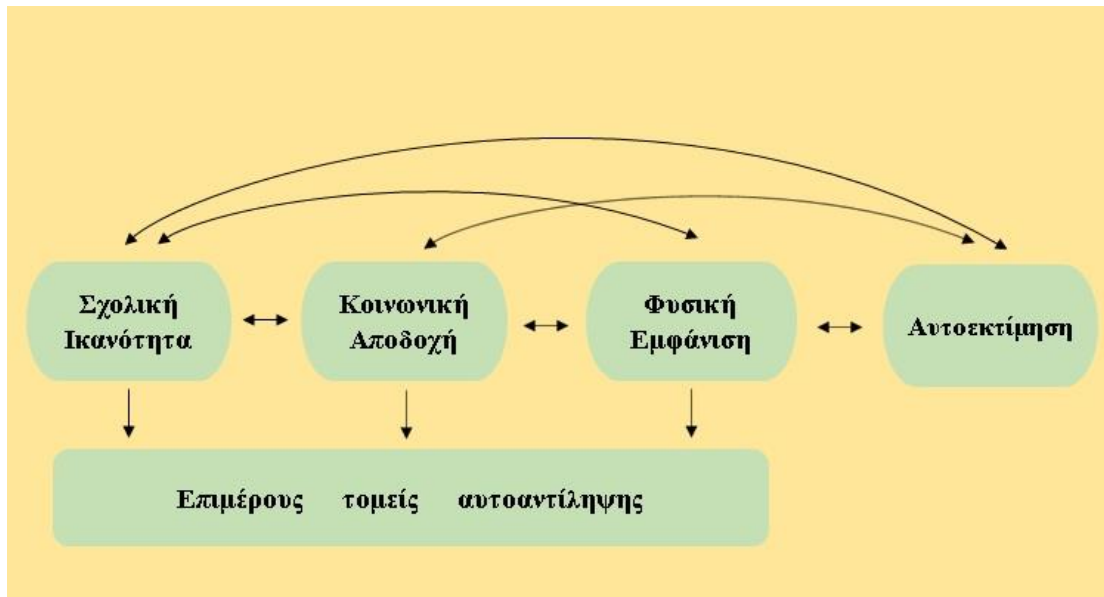 Σχολική
Ικανότητα
Κοινωνική
Αποδοχή
Φυσική
Εμφάνιση
Αυτοεκτίμηση
Επιμέρους τομείς αυτοαντίληψης